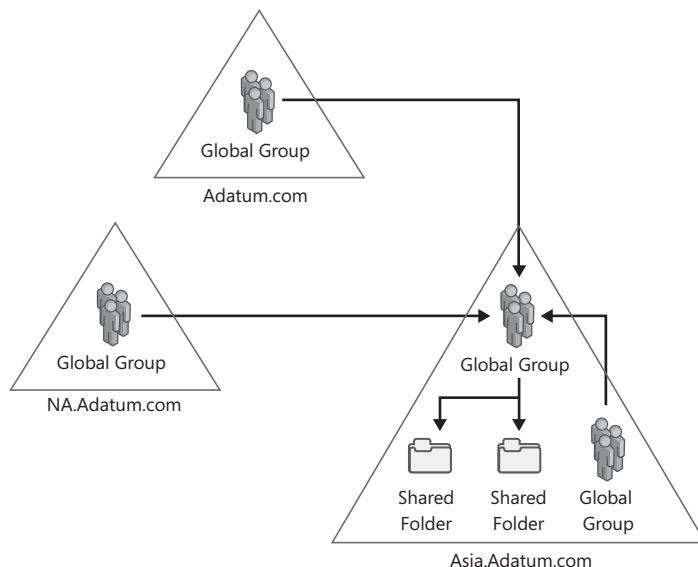 Global Group
Adatum.com
Global Group
NA.Adatum.com
Global Group
Shared
Folder
Shared
Folder
Global
Group
Asia.Adatum.com